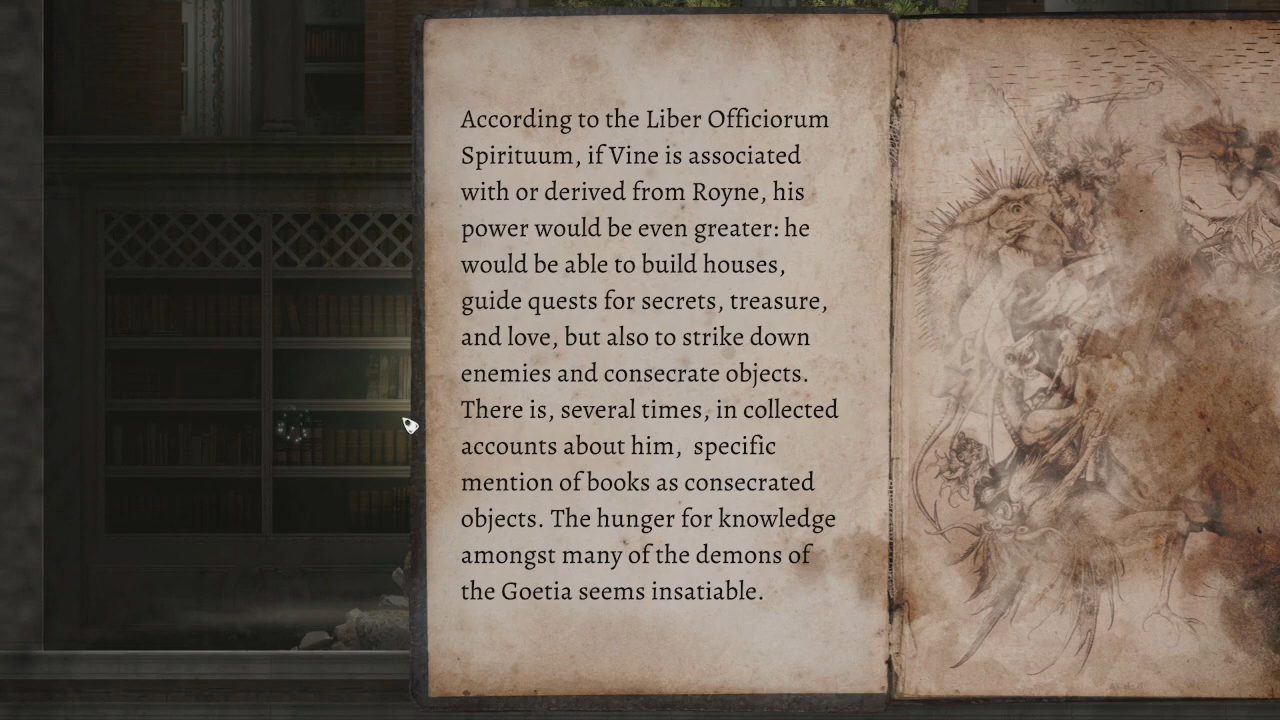 According to the Liber Officiorum
Spirituum, if Vine is associated
with or derived from Royne, his
power would be even greater: he
would be able to build houses,
guide quests for secrets, treasure,
and love, but also to strike down
enemies and consecrate objects.
There is, several times, in collected
accounts about him,  specific
mention of books as consecrated
objects. The hunger for knowledge
amongst many of the demons of
the Goetia seems insatiable.